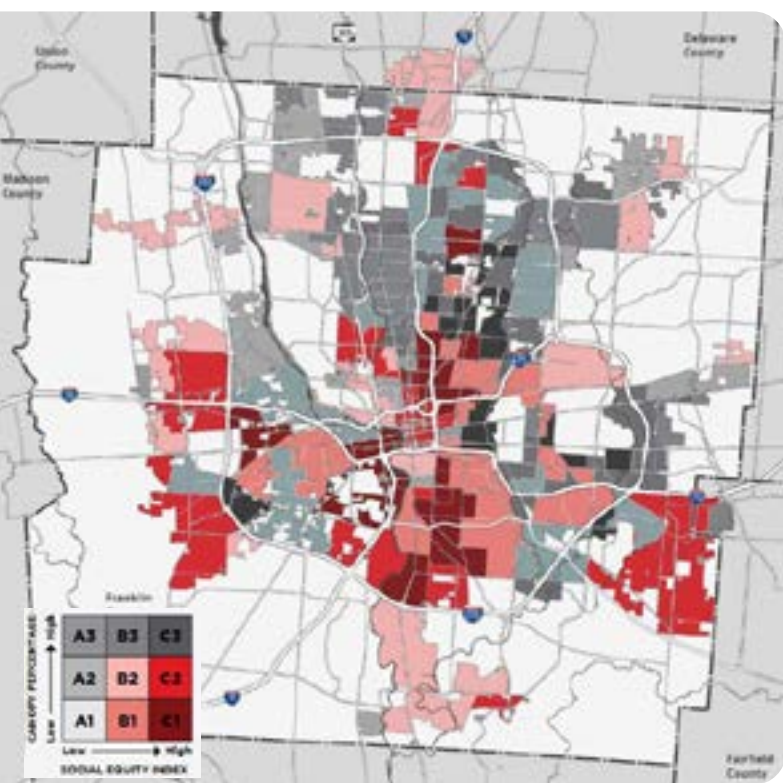 Union
County
Delaware
County
Madison
County
Franklin
CANOPY PERCENTAGE
Low
High
A3 B3 C3
A2 B2 C2
A1 B1 C1
Low High
SOCIAL EQUITY INDEX
Fairfield
County